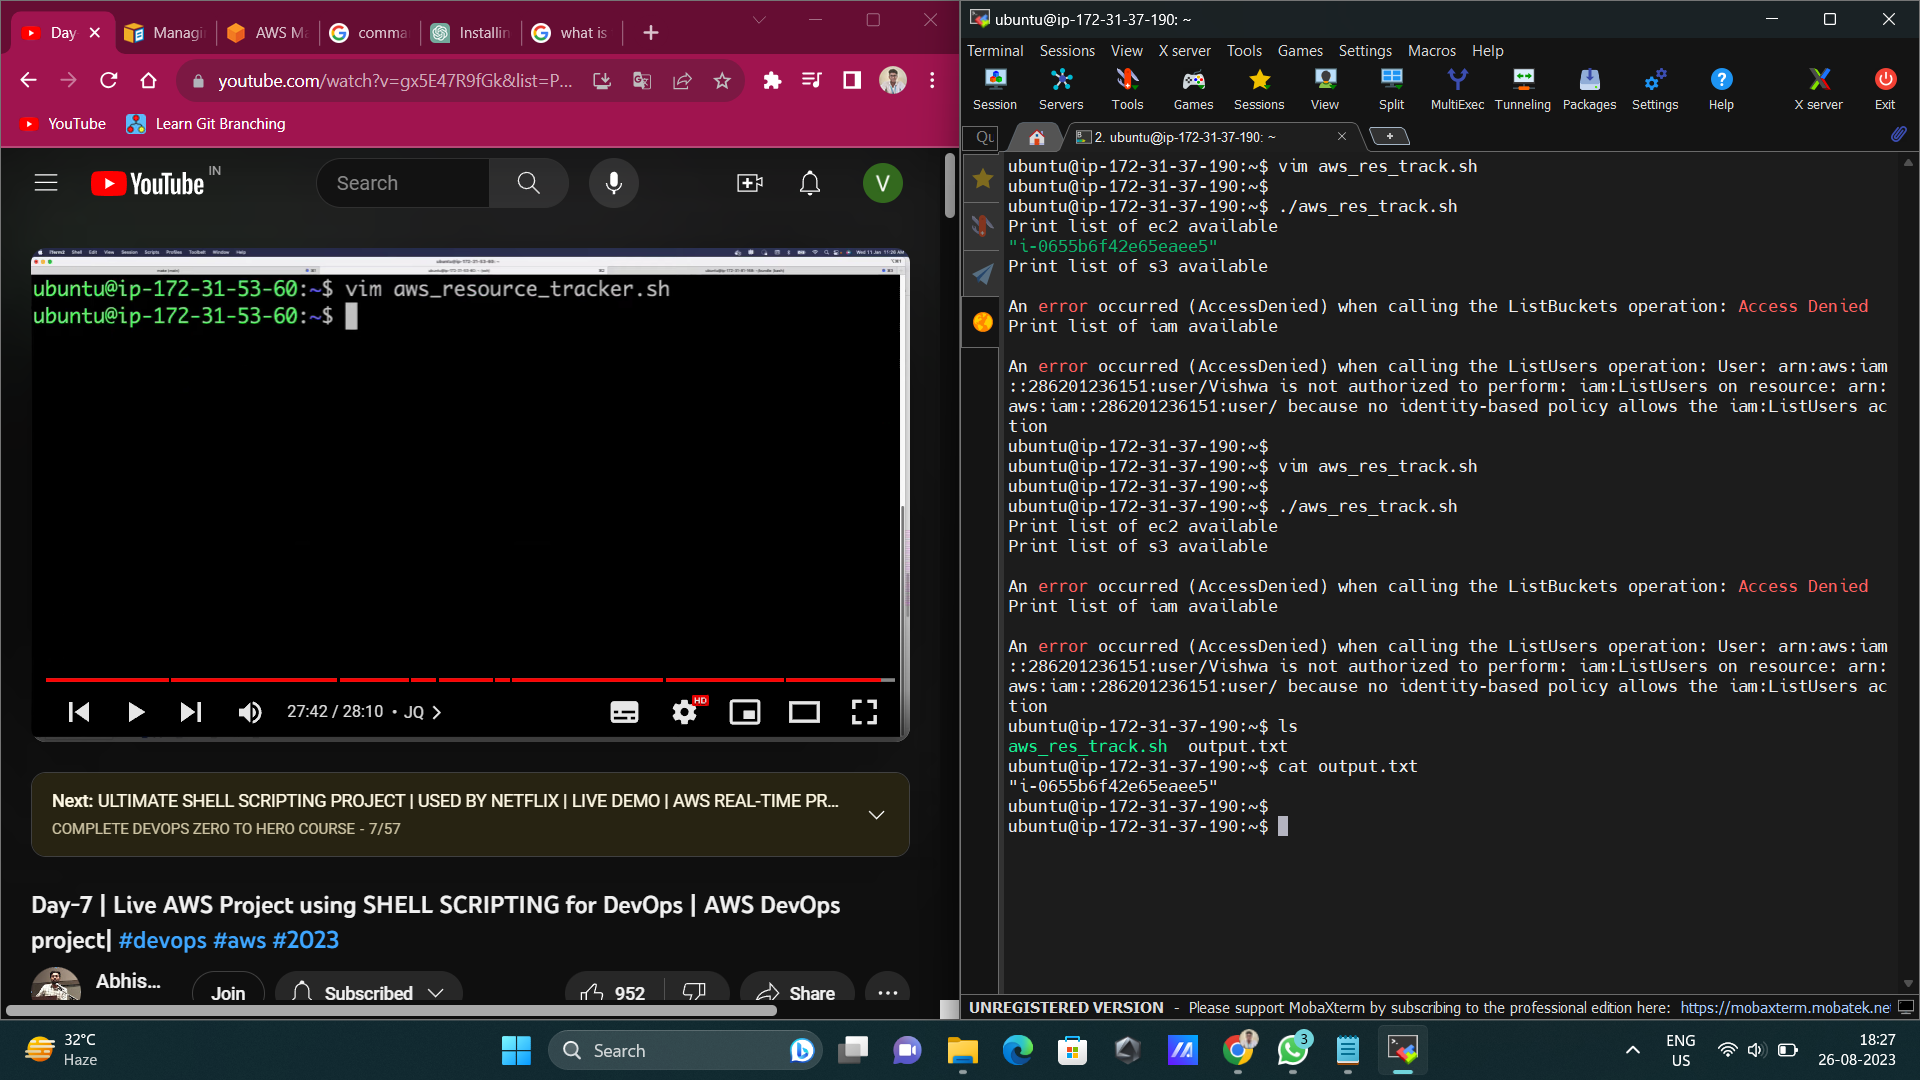 Day-
Managi
AWS Ma
comma
Installin
what is
youtube.com/watch?v=gx5E47R9fGk&list=P...
YouTube
Learn Git Branching
YouTube IN
Search
V
ubuntu@ip-172-31-53-60:~$ vim aws_resource_tracker.sh
ubuntu@ip-172-31-53-60:~$
HD
27:42 / 28:10 • JQ
Next: ULTIMATE SHELL SCRIPTING PROJECT | USED BY NETFLIX | LIVE DEMO | AWS REAL-TIME PR...
COMPLETE DEVOPS ZERO TO HERO COURSE - 7/57
Day-7 | Live AWS Project using SHELL SCRIPTING for DevOps | AWS DevOps
project| #devops #aws #2023
Abhis...
Join
Subscribed
952
Share
ubuntu@ip-172-31-37-190: ~
Terminal Sessions View X server Tools Games Settings Macros Help
Session Servers Tools Games Sessions View Split MultiExec Tunneling Packages Settings Help X server Exit
Qu
2. ubuntu@ip-172-31-37-190: ~
ubuntu@ip-172-31-37-190:~$ vim aws_res_track.sh
ubuntu@ip-172-31-37-190:~$
ubuntu@ip-172-31-37-190:~$ ./aws_res_track.sh
Print list of ec2 available
"i-0655b6f42e65eaee5"
Print list of s3 available
An error occurred (AccessDenied) when calling the ListBuckets operation: Access Denied
Print list of iam available
An error occurred (AccessDenied) when calling the ListUsers operation: User: arn:aws:iam
::286201236151:user/Vishwa is not authorized to perform: iam:ListUsers on resource: arn:
aws:iam::286201236151:user/ because no identity-based policy allows the iam:ListUsers ac
tion
ubuntu@ip-172-31-37-190:~$
ubuntu@ip-172-31-37-190:~$ vim aws_res_track.sh
ubuntu@ip-172-31-37-190:~$
ubuntu@ip-172-31-37-190:~$ ./aws_res_track.sh
Print list of ec2 available
Print list of s3 available
An error occurred (AccessDenied) when calling the ListBuckets operation: Access Denied
Print list of iam available
An error occurred (AccessDenied) when calling the ListUsers operation: User: arn:aws:iam
::286201236151:user/Vishwa is not authorized to perform: iam:ListUsers on resource: arn:
aws:iam::286201236151:user/ because no identity-based policy allows the iam:ListUsers ac
tion
ubuntu@ip-172-31-37-190:~$ ls
aws_res_track.sh output.txt
ubuntu@ip-172-31-37-190:~$ cat output.txt
"i-0655b6f42e65eaee5"
ubuntu@ip-172-31-37-190:~$
ubuntu@ip-172-31-37-190:~$
UNREGISTERED VERSION - Please support MobaXterm by subscribing to the professional edition here: https://mobaxterm.mobatek.net
32°C
Haze
Search
3
ENG
US
18:27
26-08-2023